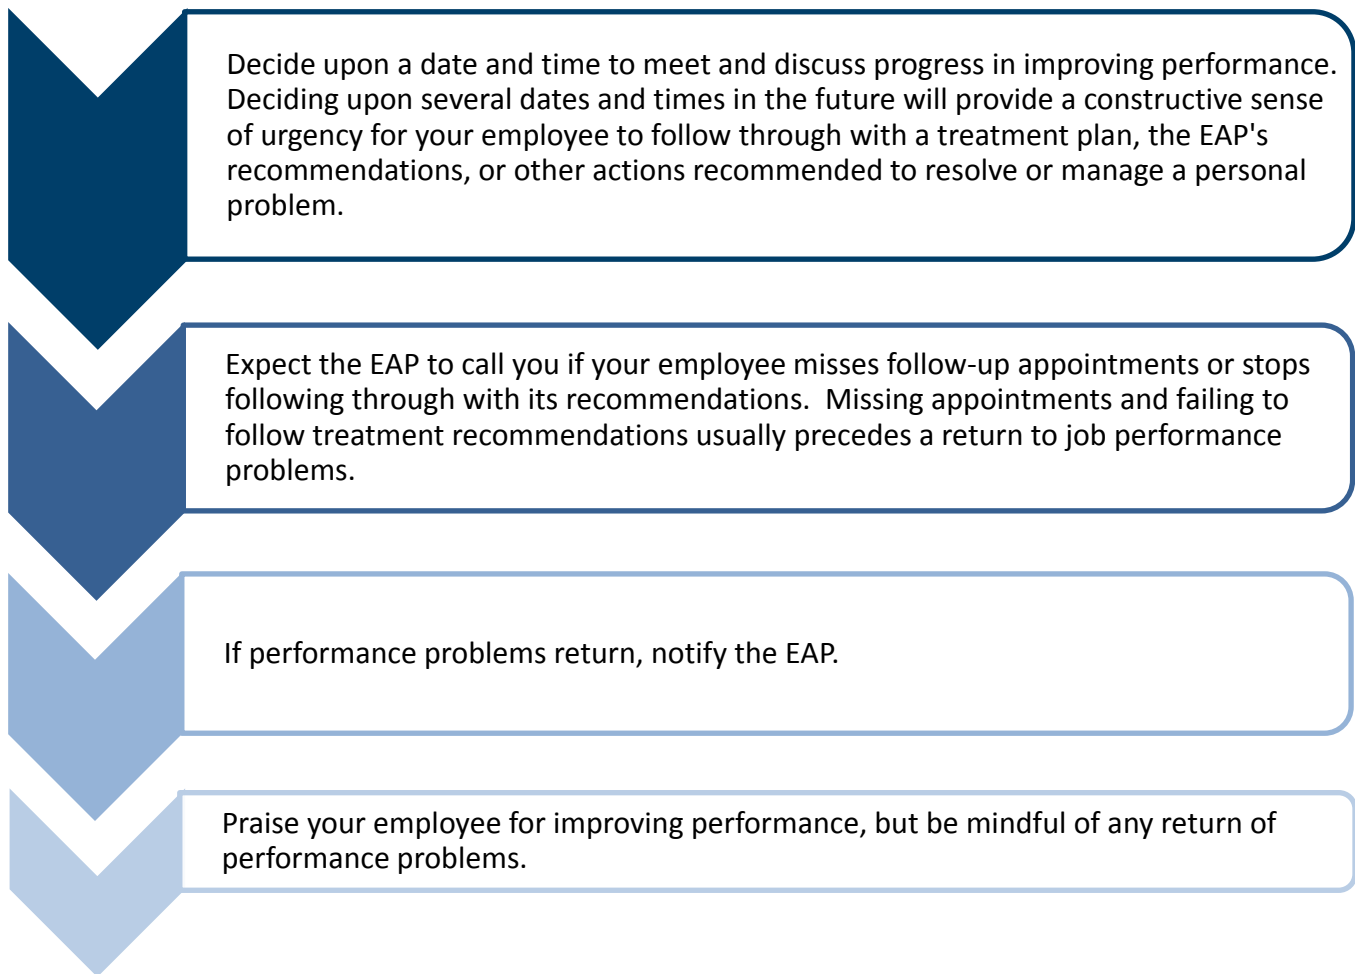 Decide upon a date and time to meet and discuss progress in improving performance.
Deciding upon several dates and times in the future will provide a constructive sense
of urgency for your employee to follow through with a treatment plan, the EAP's
recommendations, or other actions recommended to resolve or manage a personal
problem.
Expect the EAP to call you if your employee misses follow-up appointments or stops
following through with its recommendations.  Missing appointments and failing to
follow treatment recommendations usually precedes a return to job performance
problems.
If performance problems return, notify the EAP.
Praise your employee for improving performance, but be mindful of any return of
performance problems.